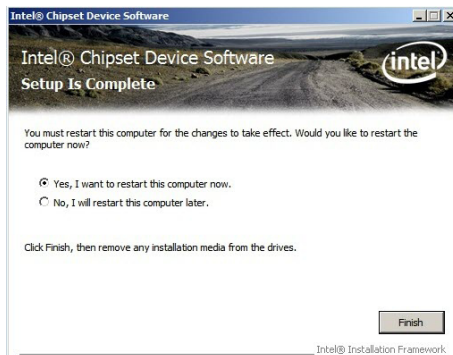 Intel® Chipset Device Software
Intel® Chipset Device Software
intel
Setup Is Complete
You must restart this computer for the changes to take effect. Would you like to restart the
computer now?
Yes, I want to restart this computer now.
No, I will restart this computer later.
Click Finish, then remove any installation media from the drives.
Finish
Intel® Installation Framework